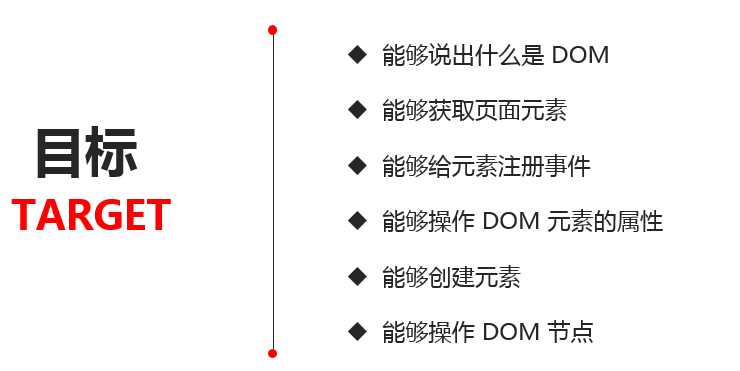 目标
TARGET
◆ 能够说出什么是 DOM
◆ 能够获取页面元素
◆ 能够给元素注册事件
◆ 能够操作 DOM 元素的属性
◆ 能够创建元素
◆ 能够操作 DOM 节点